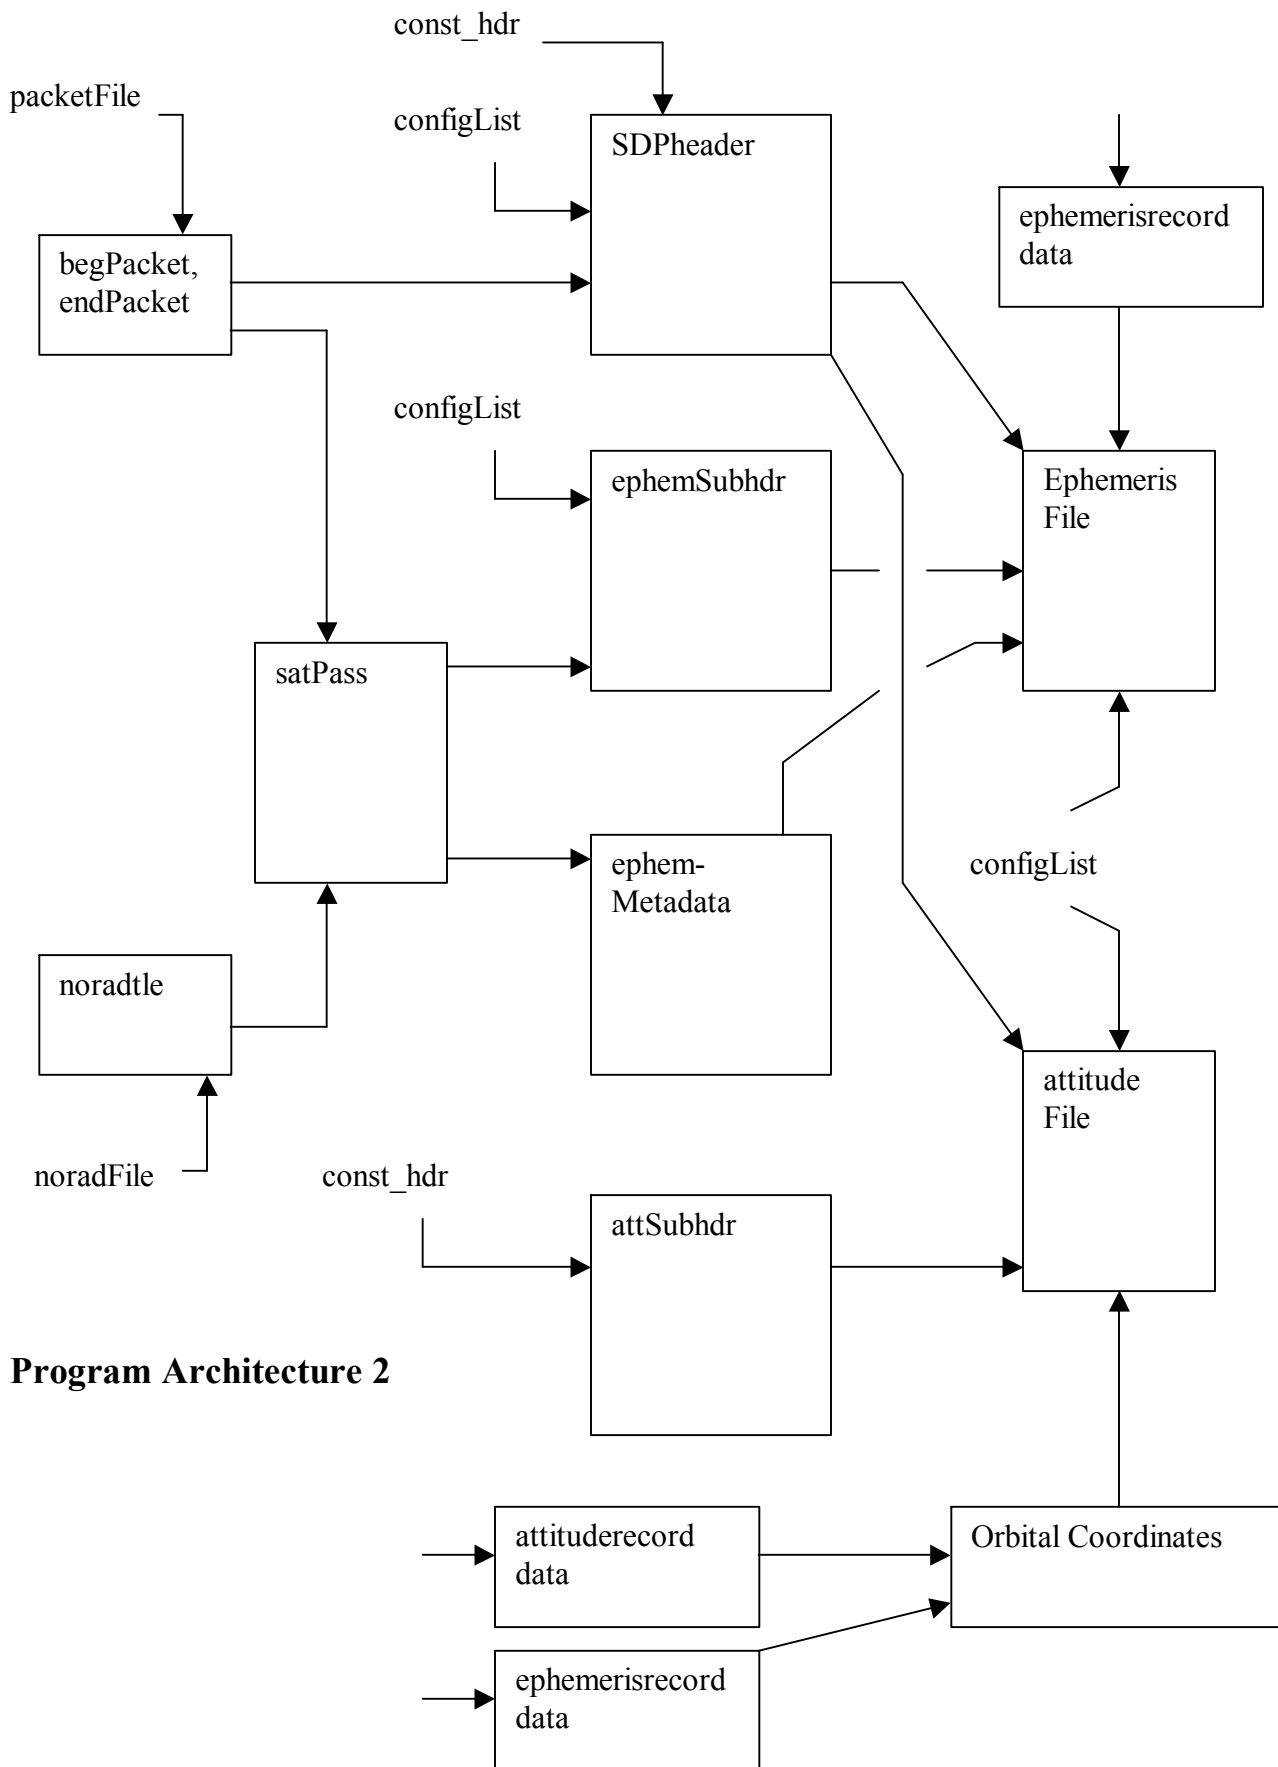 const_hdr
packetFile
configList
SDPheader
ephemerisrecord
data
begPacket,
endPacket
configList
ephemSubhdr
Ephemeris
File
satPass
ephem-
Metadata
configList
noradtle
attitude
File
noradFile
const_hdr
attSubhdr
Program Architecture 2
attituderecord
data
Orbital Coordinates
ephemerisrecord
data